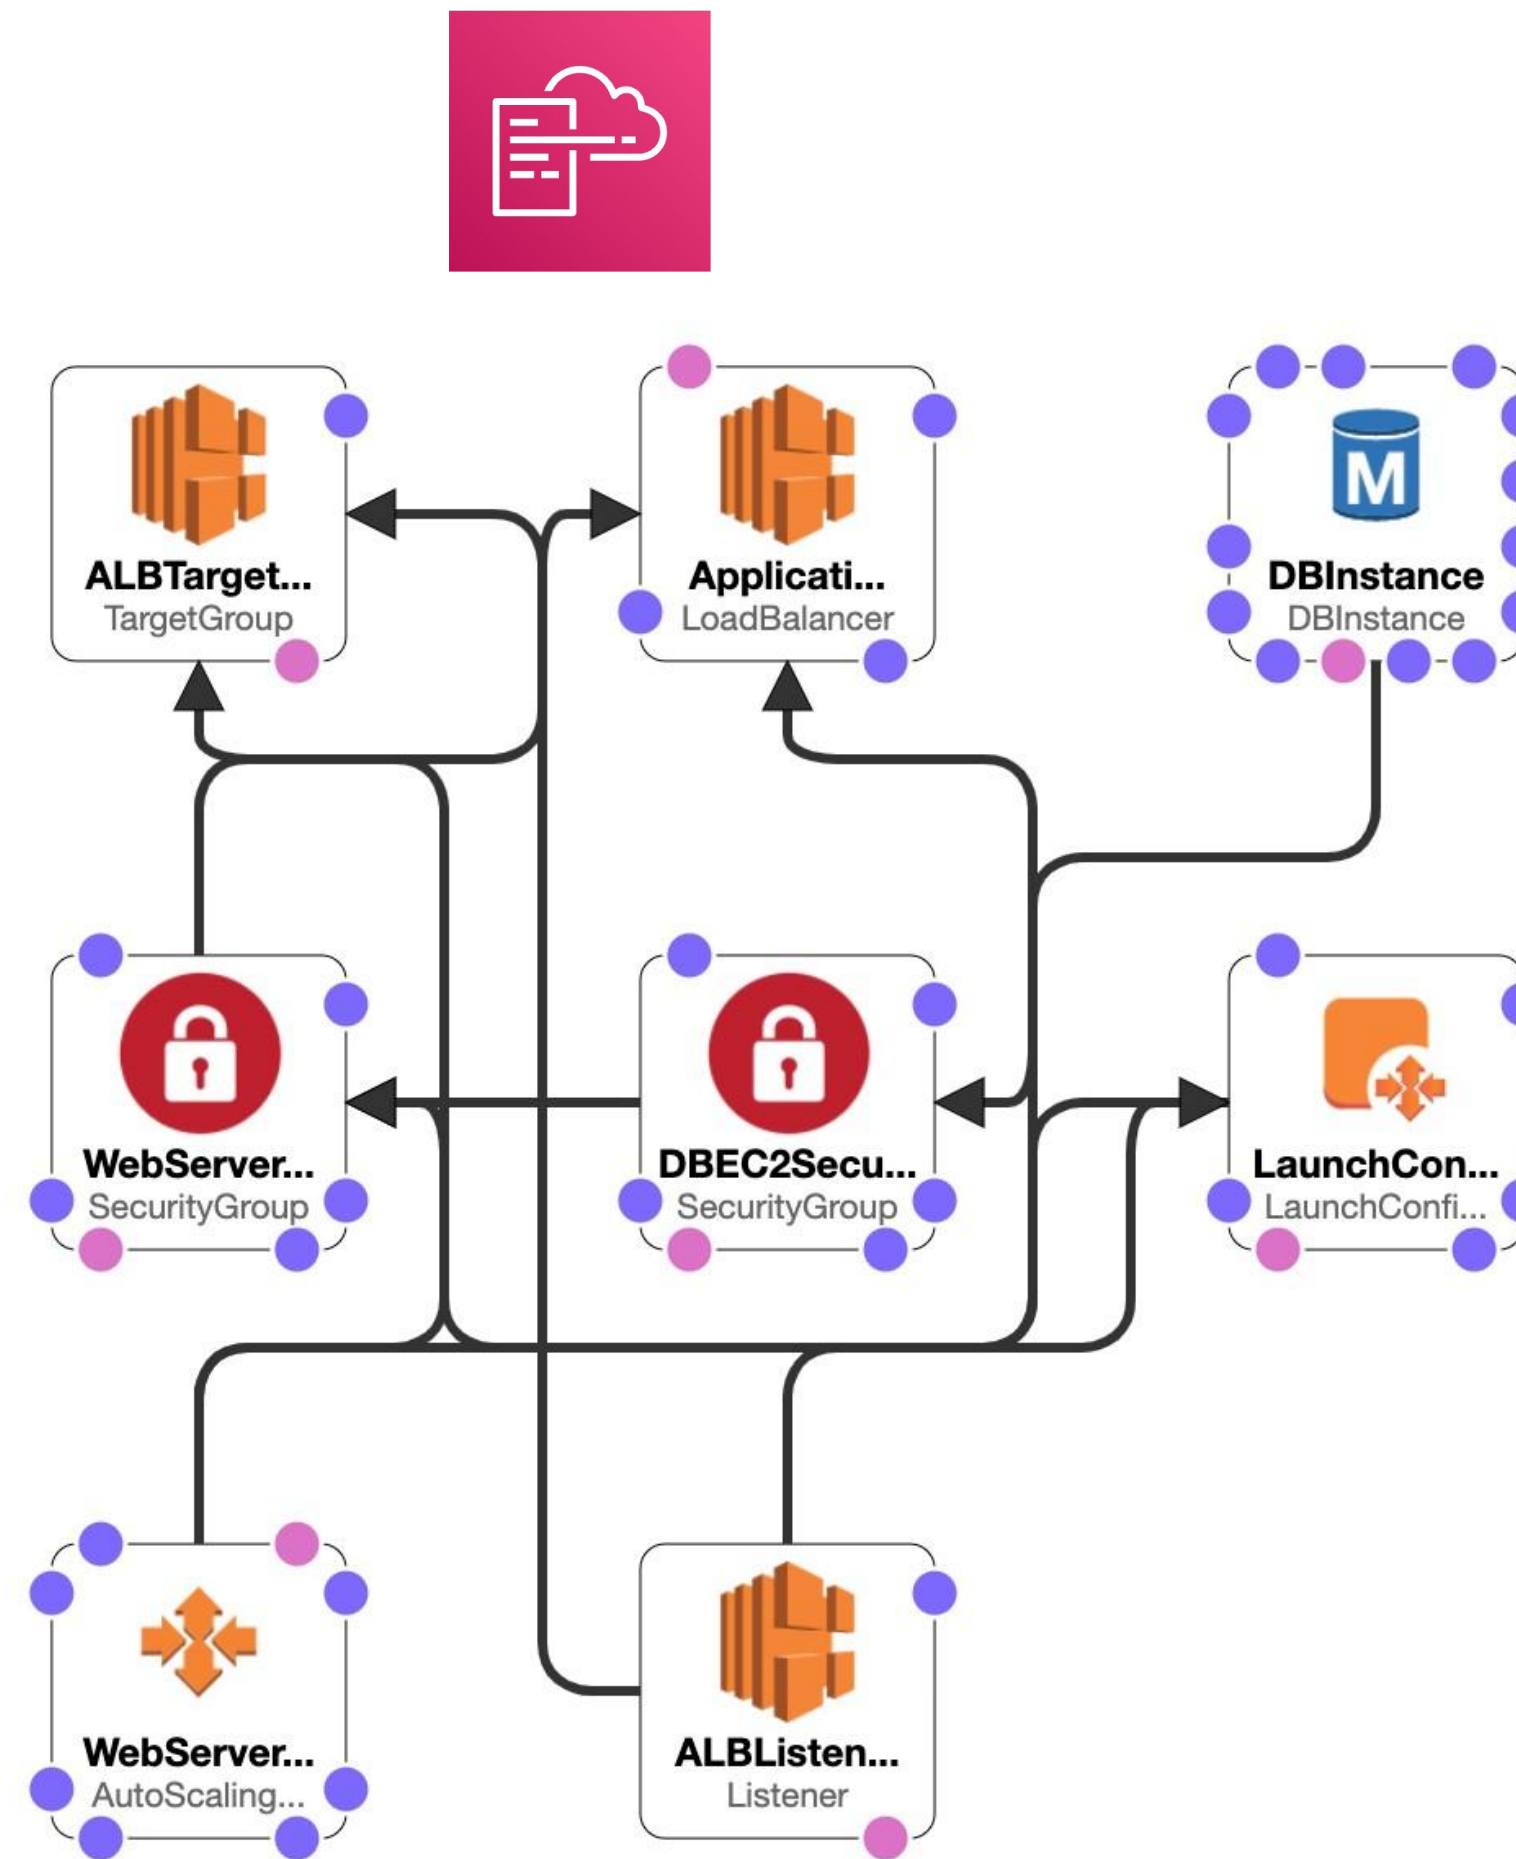 ALBTarget...
TargetGroup
Applicati...
LoadBalancer
M
DBInstance
DBInstance
WebServer...
SecurityGroup
DBEC2Secu...
SecurityGroup
LaunchCon...
LaunchConfi...
WebServer...
AutoScaling...
ALBListen...
Listener